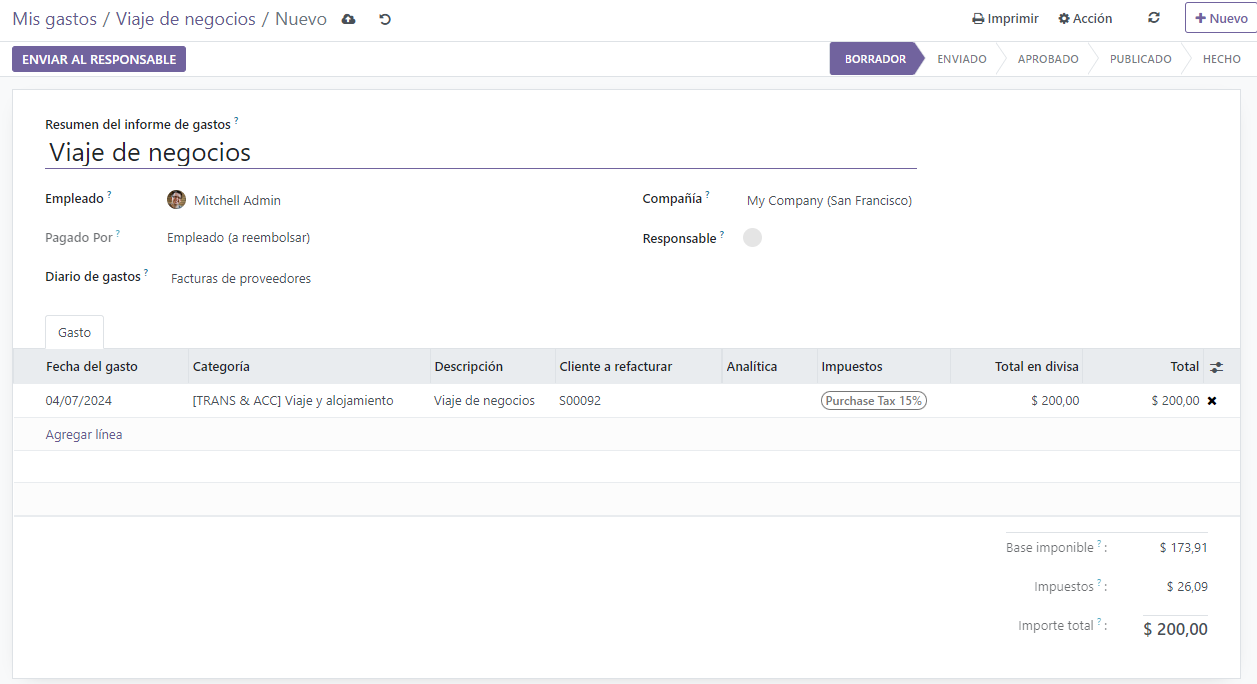 Mis gastos / Viaje de negocios / Nuevo Imprimir Acción Nuevo
ENVIAR AL RESPONSABLE BORRADOR ENVIADO APROBADO PUBLICADO HECHO
Resumen del informe de gastos ?
Viaje de negocios
Empleado ? Mitchell Admin Compañía ? My Company (San Francisco)
Pagado Por ? Empleado (a reembolsar) Responsable ?
Diario de gastos ? Facturas de proveedores
Gasto
Fecha del gasto Categoría Descripción Cliente a refacturar Analítica Impuestos Total en divisa Total
04/07/2024 [TRANS & ACC] Viaje y alojamiento Viaje de negocios S00092 Purchase Tax 15% $ 200,00 $ 200,00
Agregar línea
Base imponible ? : $ 173,91
Impuestos ? : $ 26,09
Importe total ? : $ 200,00